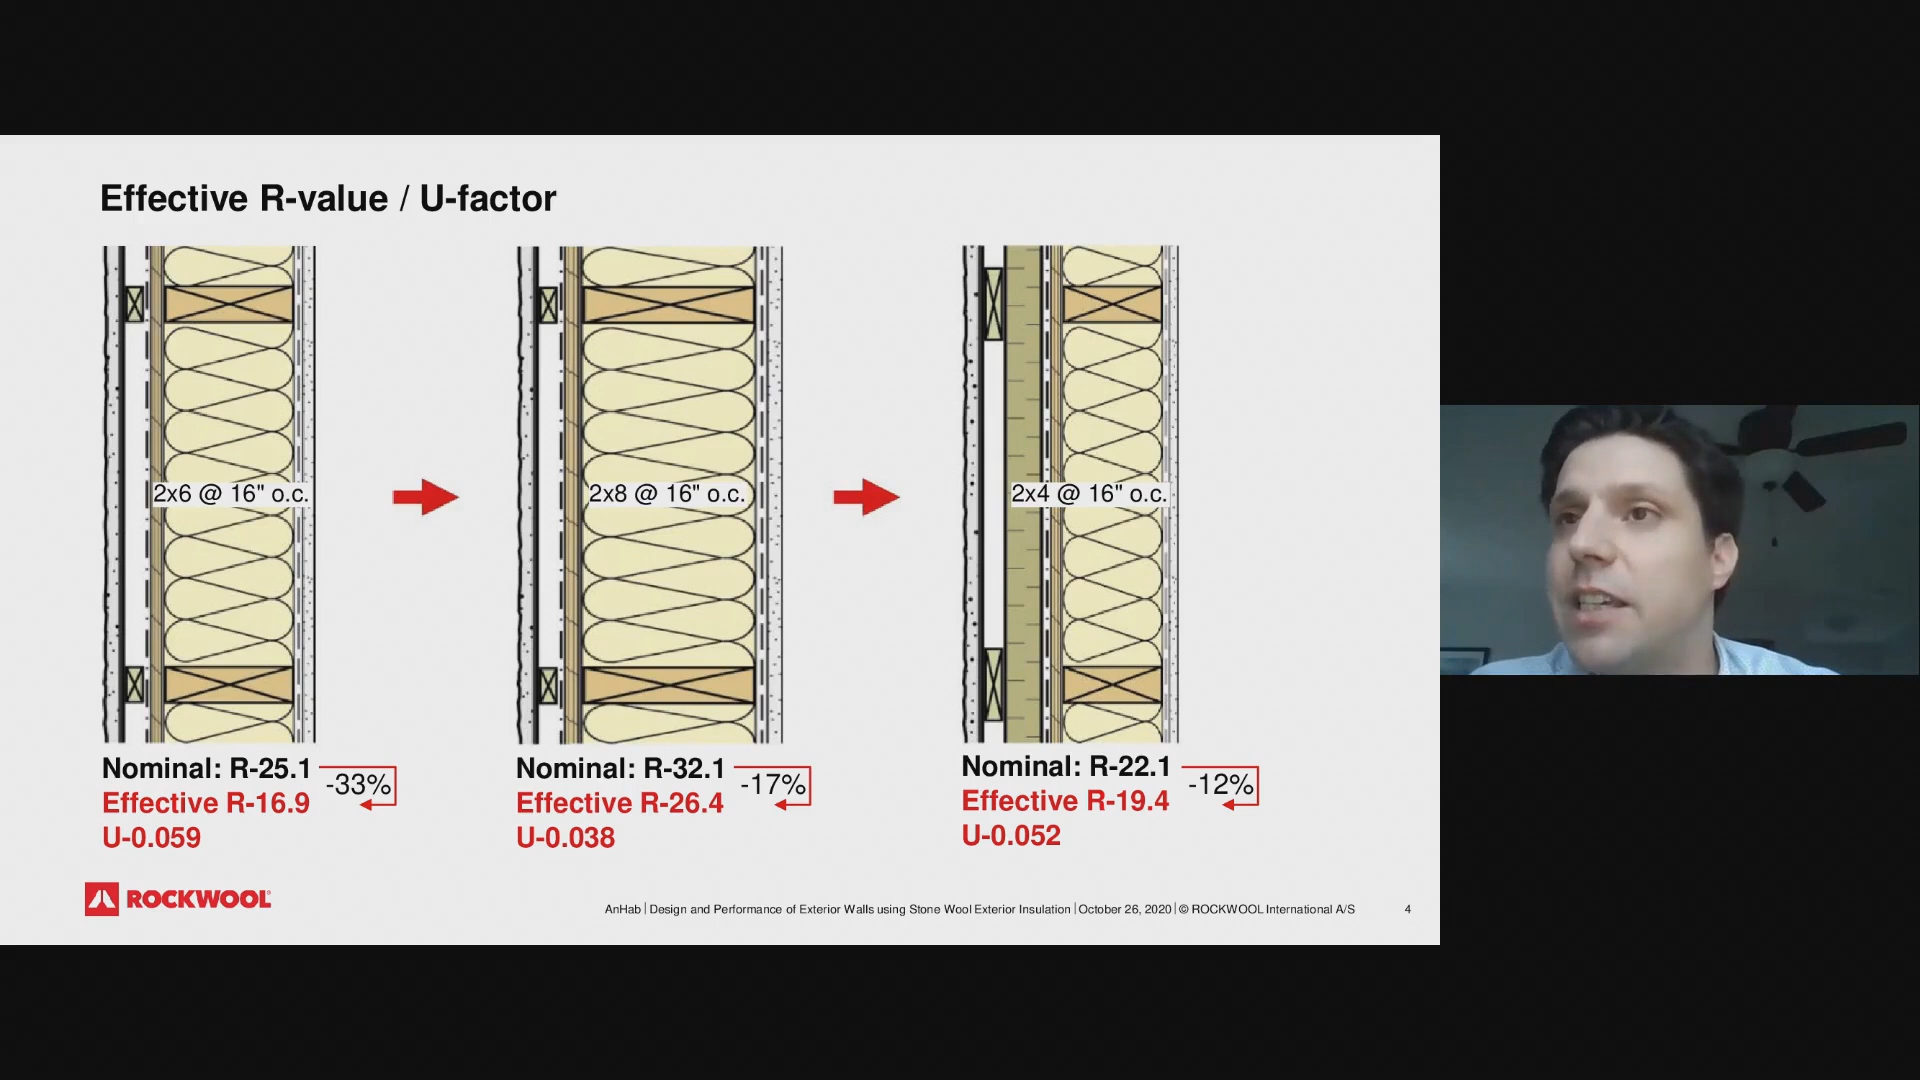 Effective R-value / U-factor
2x6 @ 16" o.c.
2x8 @ 16" o.c.
2x4 @ 16" o.c.
Nominal: R-25.1
-33%
Effective R-16.9
U-0.059
Nominal: R-32.1
-17%
Effective R-26.4
U-0.038
Nominal: R-22.1
-12%
Effective R-19.4
U-0.052
ROCKWOOL
AnHab | Design and Performance of Exterior Walls using Stone Wool Exterior Insulation | October 26, 2020 | © ROCKWOOL International A/S 4